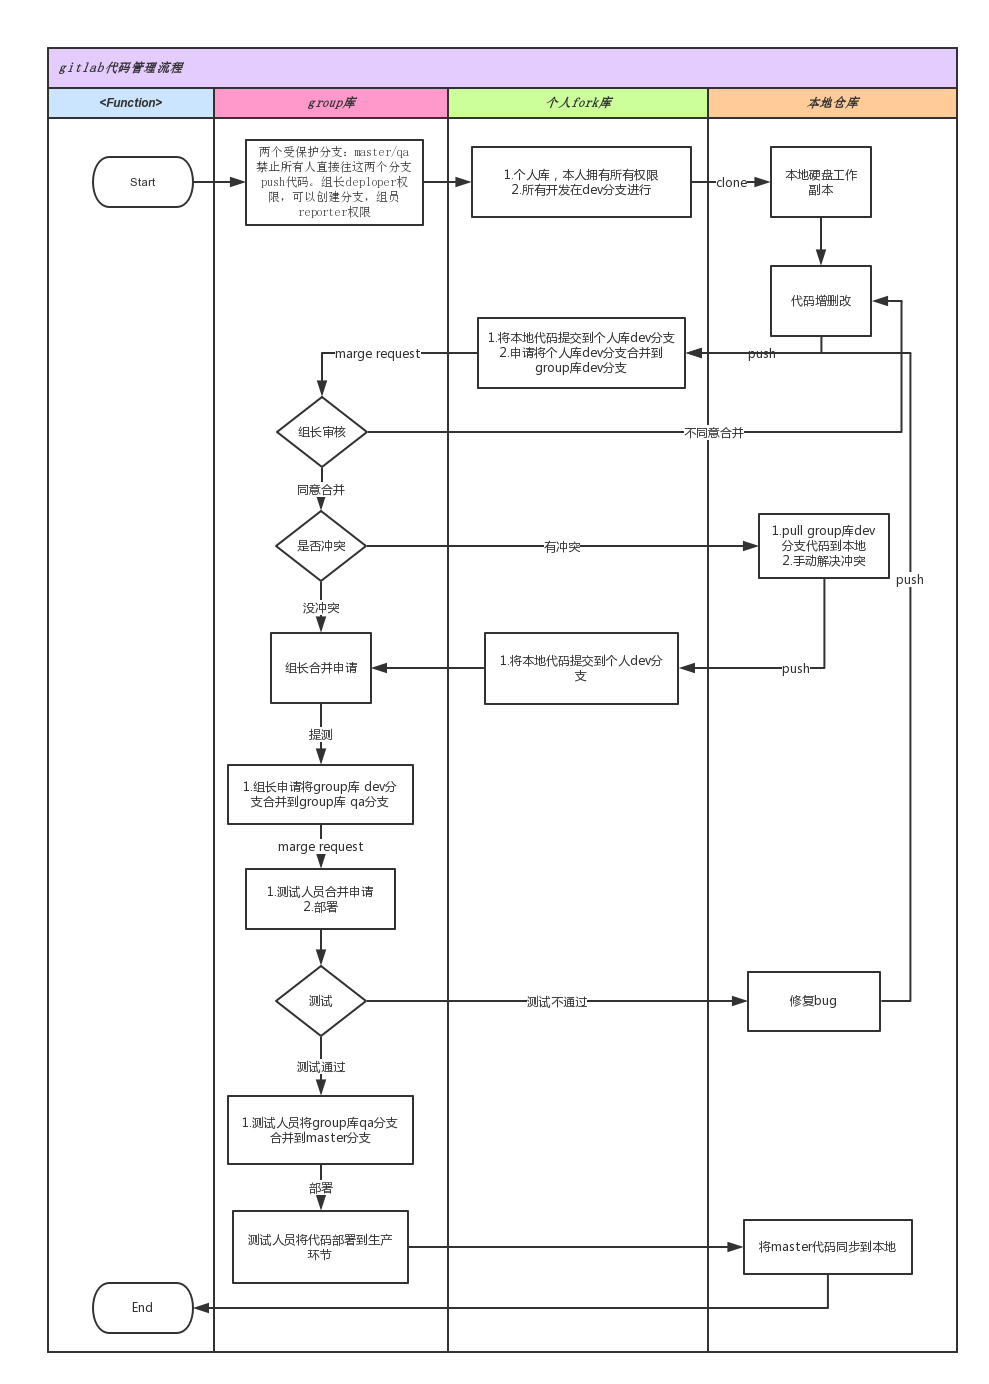 gitlab代码管理流程
<Function>
group库
个人fork库
本地仓库
Start
两个受保护分支：master/qa
禁止所有人直接往这两个分支
push代码。组长deploper权
限，可以创建分支，组员
reporter权限
1.个人库，本人拥有所有权限
2.所有开发在dev分支进行
clone
本地硬盘工作
副本
代码增删改
1.将本地代码提交到个人库dev分支
2.申请将个人库dev分支合并到
group库dev分支
marge request
push
组长审核
不同意合并
同意合并
是否冲突
有冲突
1.pull group库dev
分支代码到本地
2.手动解决冲突
push
没冲突
组长合并申请
1.将本地代码提交到个人dev分
支
push
提测
1.组长申请将group库 dev分
支合并到group库 qa分支
marge request
1.测试人员合并申请
2.部署
测试
测试不通过
修复bug
测试通过
1.测试人员将group库qa分支
合并到master分支
部署
测试人员将代码部署到生产
环节
将master代码同步到本地
End